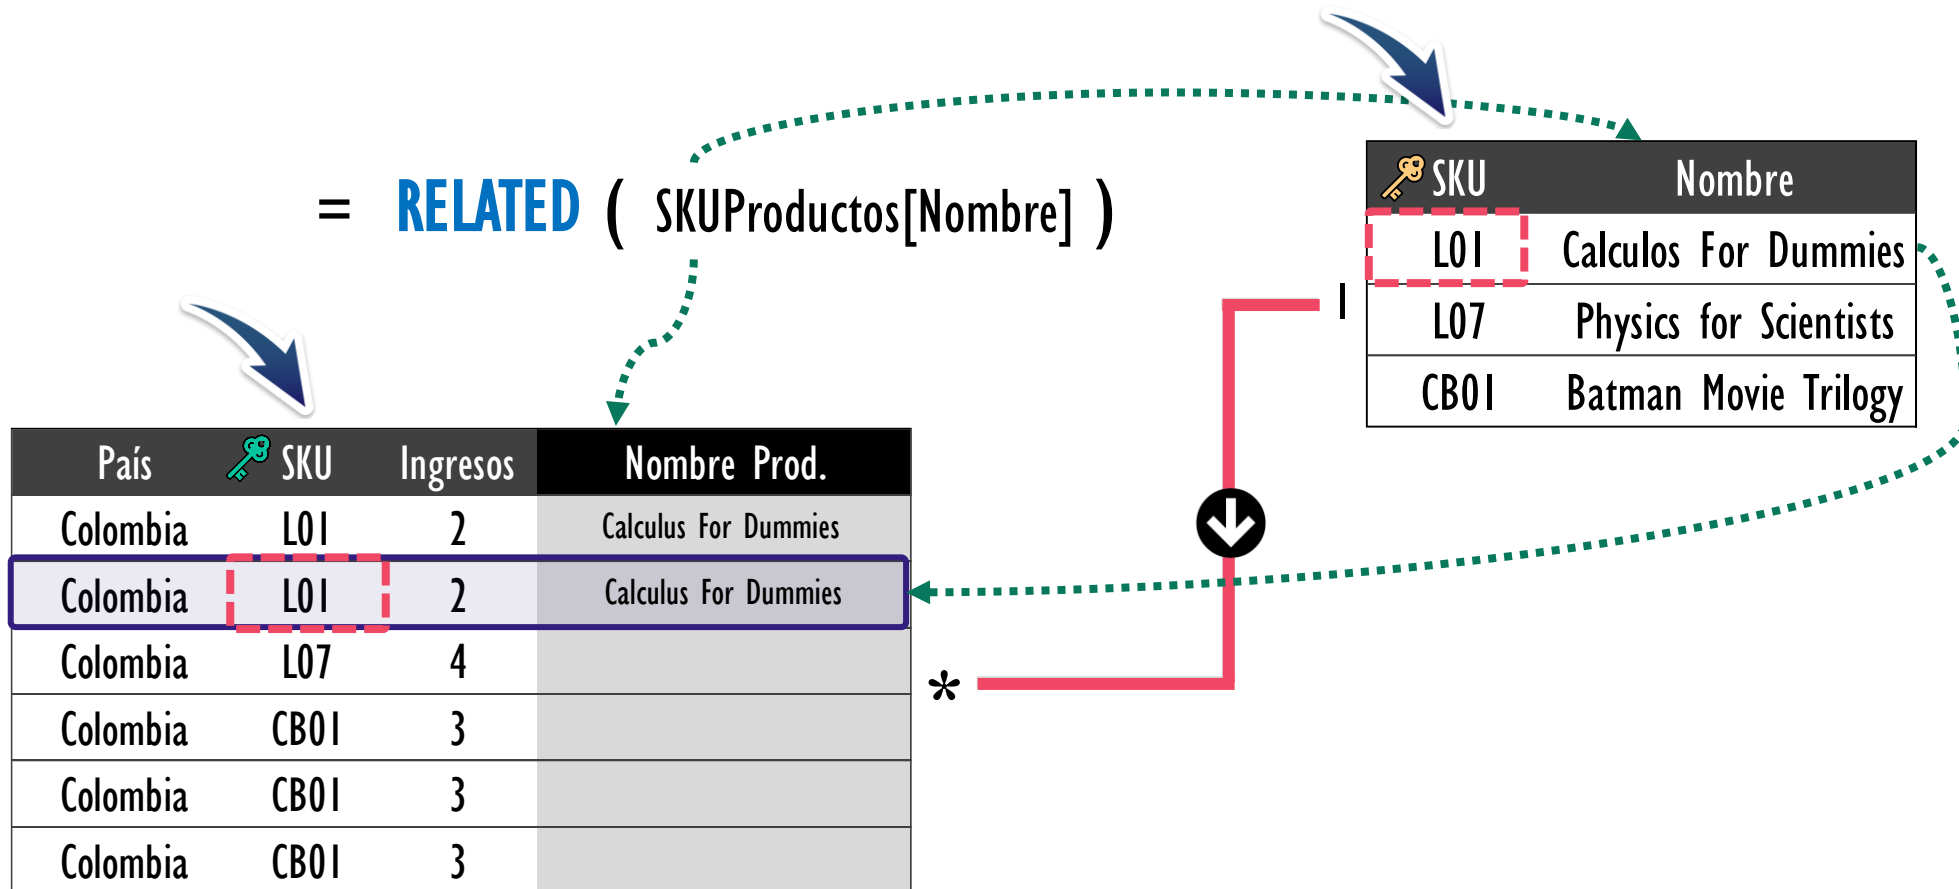 = RELATED ( SKUProductos[Nombre] )
SKU Nombre
L01 Calculos For Dummies
L07 Physics for Scientists
CB01 Batman Movie Trilogy
1
País SKU Ingresos Nombre Prod.
Colombia L01 2 Calculus For Dummies
Colombia L01 2 Calculus For Dummies
Colombia L07 4
*
Colombia CB01 3
Colombia CB01 3
Colombia CB01 3